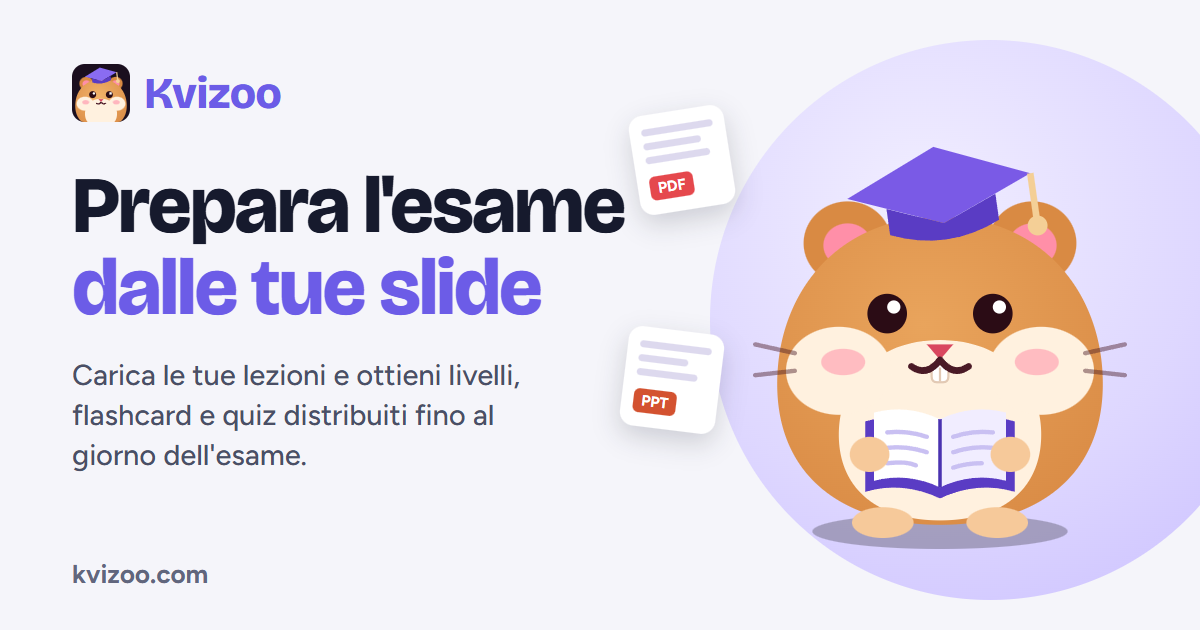 Kvizoo
Prepara l'esame
dalle tue slide
Carica le tue lezioni e ottieni livelli,
flashcard e quiz distribuiti fino al
giorno dell'esame.
kvizoo.com
PDF
PPT